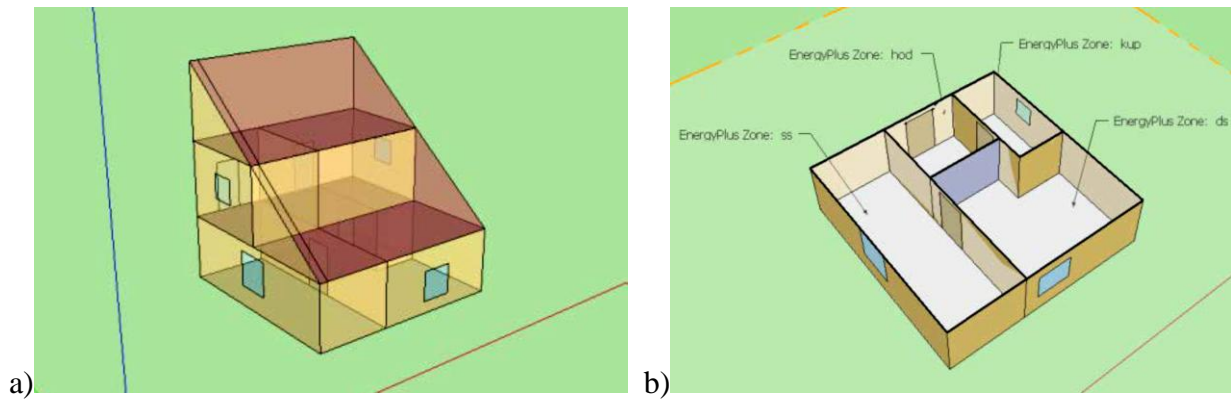 a)
b)
EnergyPlus Zone: hod
EnergyPlus Zone: kup
EnergyPlus Zone: ss
EnergyPlus Zone: ds